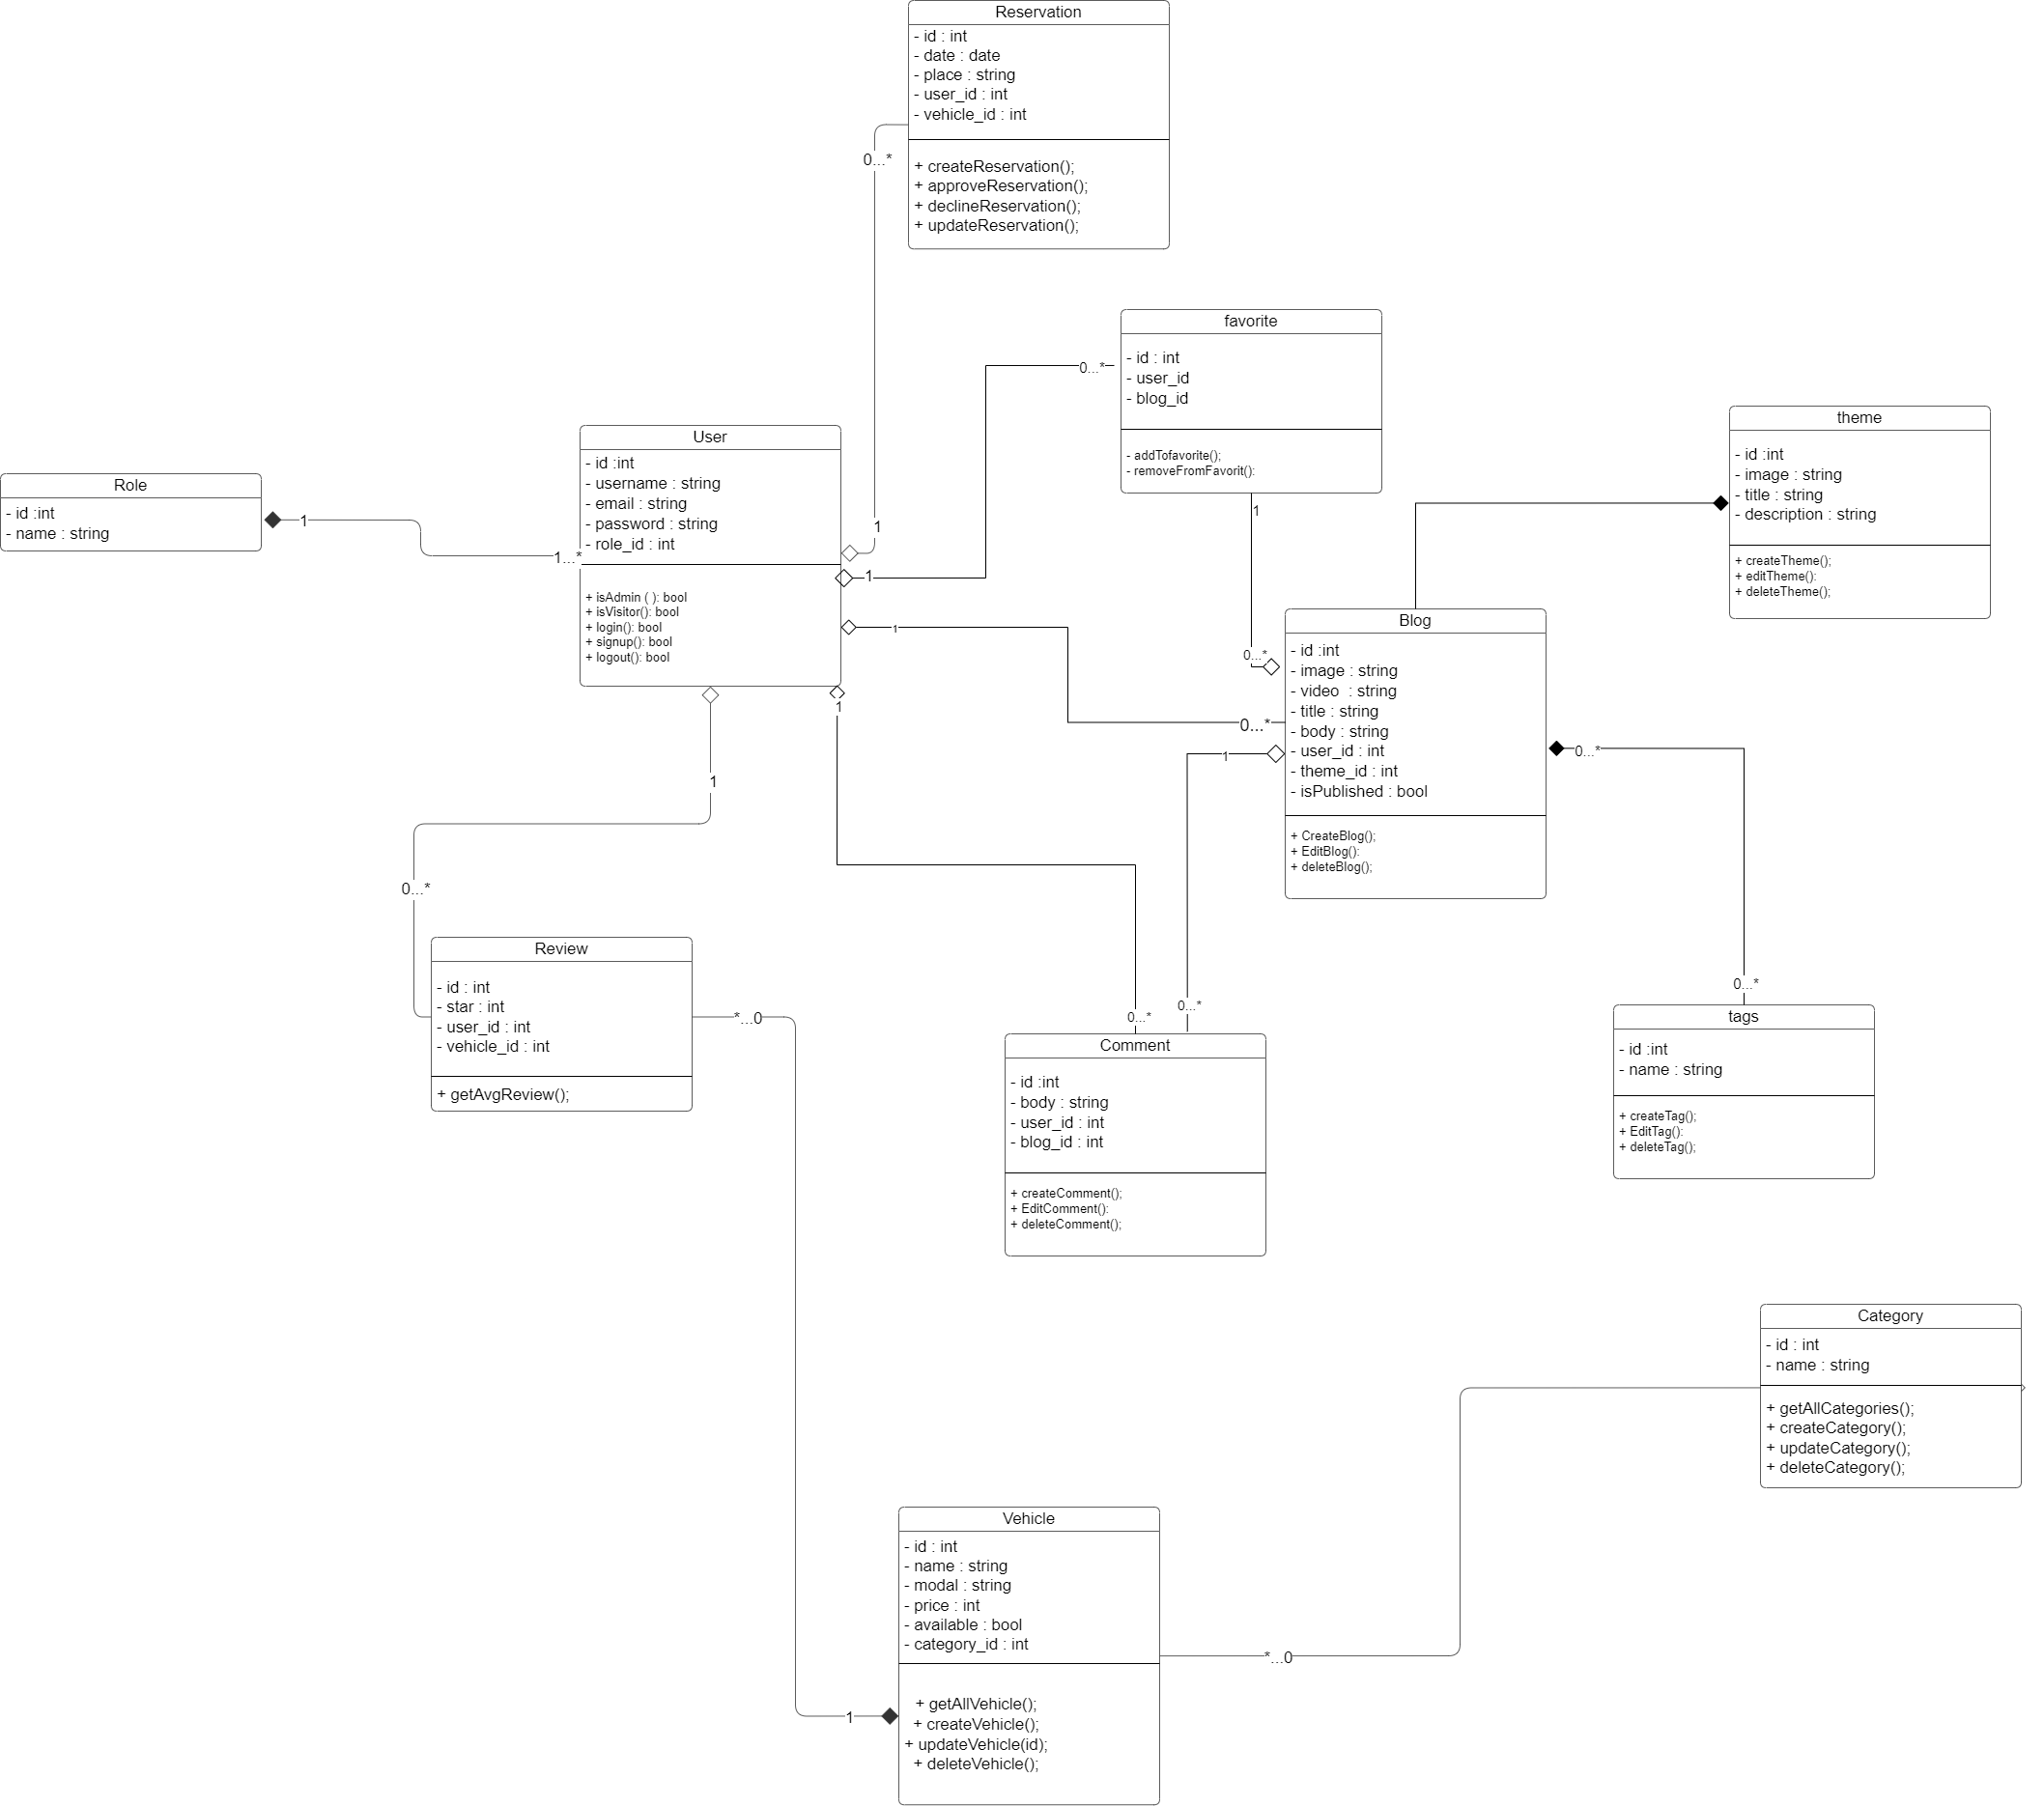 Reservation
- id : int
- date : date
- place : string
- user_id : int
- vehicle_id : int
+ createReservation();
+ approveReservation();
+ declineReservation();
+ updateReservation();
0...*
1
favorite
- id : int
- user_id
- blog_id
- addTofavorite();
- removeFromFavorit():
0...*
1
1
0...*
theme
- id :int
- image : string
- title : string
- description : string
+ createTheme();
+ editTheme():
+ deleteTheme();
User
- id :int
- username : string
- email : string
- password : string
- role_id : int
+ isAdmin ( ): bool
+ isVisitor(): bool
+ login(): bool
+ signup(): bool
+ logout(): bool
Role
- id :int
- name : string
1
1...*
1
0...*
1
0...*
1
0...*
Blog
- id :int
- image : string
- video  : string
- title : string
- body : string
- user_id : int
- theme_id : int
- isPublished : bool
+ CreateBlog();
+ EditBlog():
+ deleteBlog();
1
0...*
0...*
0...*
Review
- id : int
- star : int
- user_id : int
- vehicle_id : int
+ getAvgReview();
*...0
1
Comment
- id :int
- body : string
- user_id : int
- blog_id : int
+ createComment();
+ EditComment():
+ deleteComment();
tags
- id :int
- name : string
+ createTag();
+ EditTag():
+ deleteTag();
Category
- id : int
- name : string
+ getAllCategories();
+ createCategory();
+ updateCategory();
+ deleteCategory();
Vehicle
- id : int
- name : string
- modal : string
- price : int
- available : bool
- category_id : int
+ getAllVehicle();
+ createVehicle();
+ updateVehicle(id);
+ deleteVehicle();
*...0